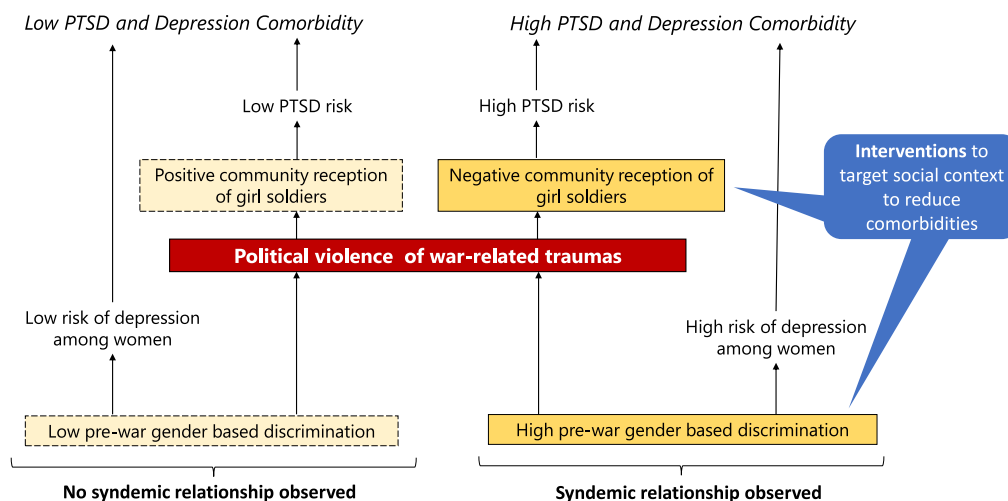 Low PTSD and Depression Comorbidity
High PTSD and Depression Comorbidity
Low PTSD risk
High PTSD risk
Positive community reception
of girl soldiers
Negative community reception of
girl soldiers
Interventions to
target social context
to reduce
comorbidities
Political violence of war-related traumas
Low risk of depression
among women
High risk of depression
among women
Low pre-war gender based discrimination
High pre-war gender based discrimination
No syndemic relationship observed
Syndemic relationship observed